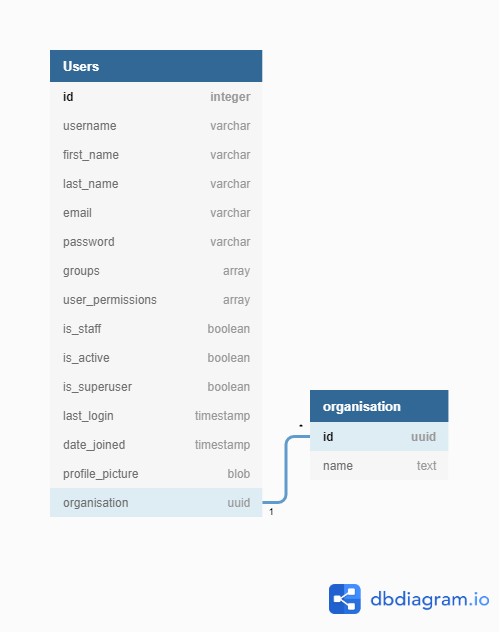 Users
id integer
username varchar
first_name varchar
last_name varchar
email varchar
password varchar
groups array
user_permissions array
is_staff boolean
is_active boolean
is_superuser boolean
last_login timestamp
date_joined timestamp
profile_picture blob
organisation uuid
1
*
organisation
id uuid
name text
dbdiagram.io